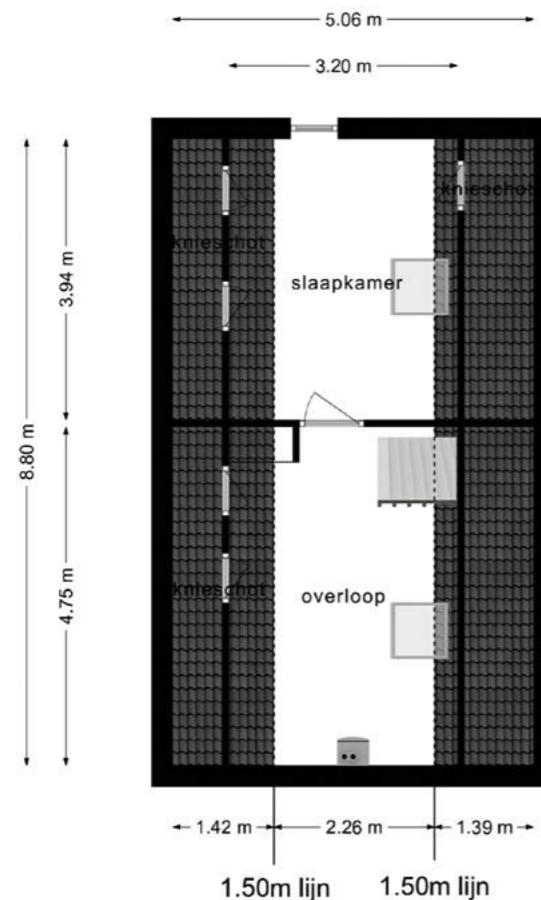 5.06 m
3.20 m
knieschot
knieschot
slaapkamer
3.94 m
8.80 m
4.75 m
knieschot
overloop
1.42 m
2.26 m
1.39 m
1.50m lijn
1.50m lijn